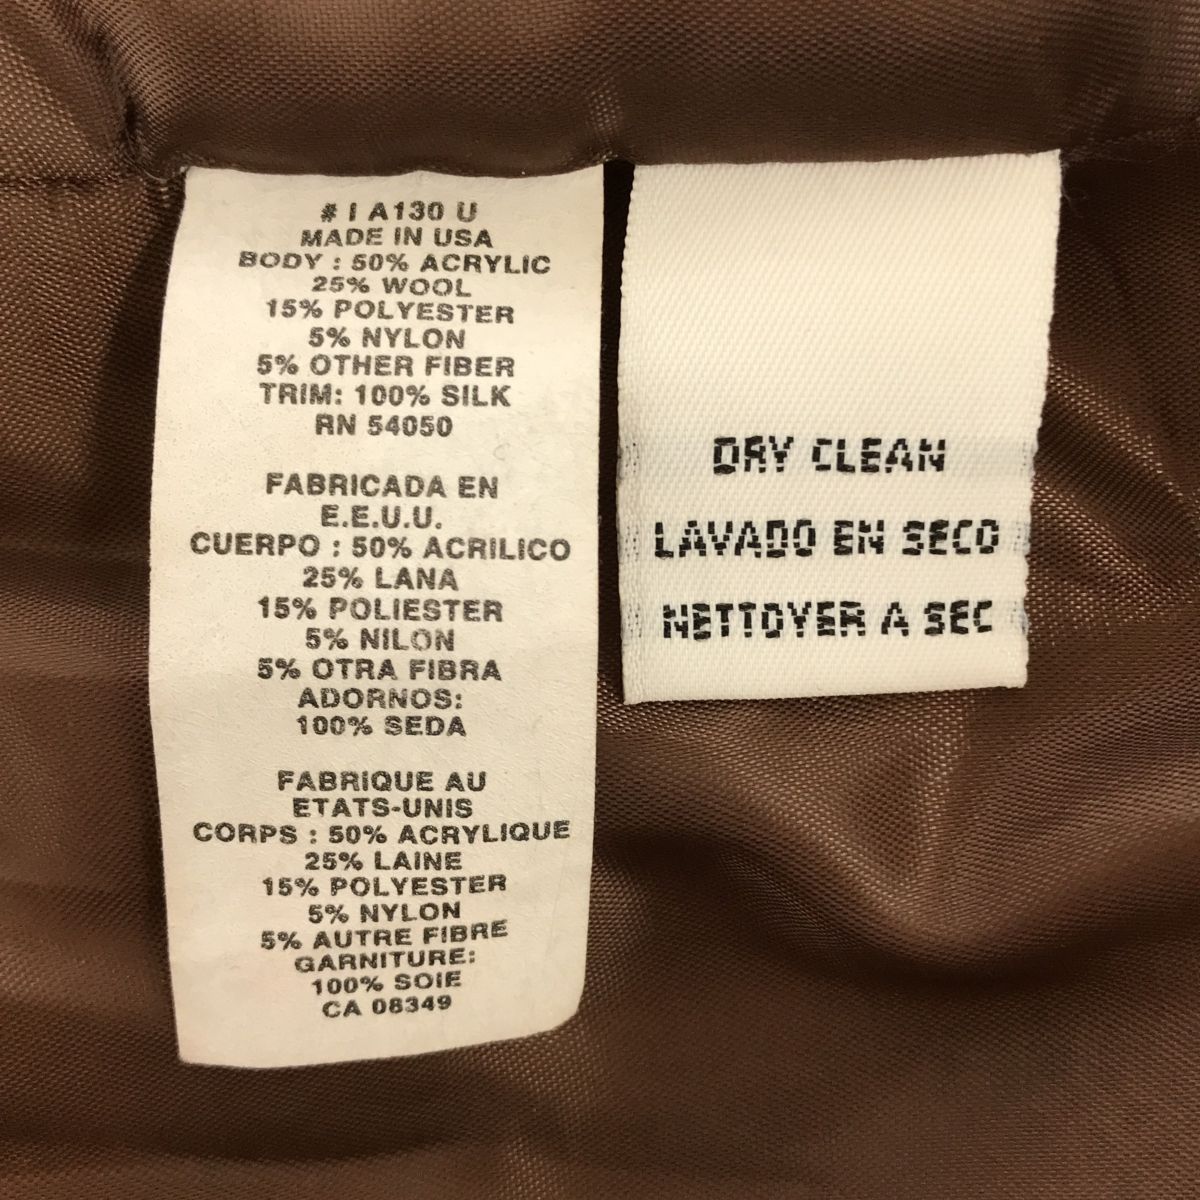 # I A130 U
MADE IN USA
BODY : 50% ACRYLIC
25% WOOL
15% POLYESTER
5% NYLON
5% OTHER FIBER
TRIM: 100% SILK
RN 54050
FABRICADA EN
E.E.U.U.
CUERPO : 50% ACRILICO
25% LANA
15% POLIESTER
5% NILON
5% OTRA FIBRA
ADORNOS:
100% SEDA
FABRIQUE AU
ETATS-UNIS
CORPS : 50% ACRYLIQUE
25% LAINE
15% POLYESTER
5% NYLON
5% AUTRE FIBRE
GARNITURE:
100% SOIE
CA 08349
DRY CLEAN
LAVADO EN SECO
NETTOYER A SEC